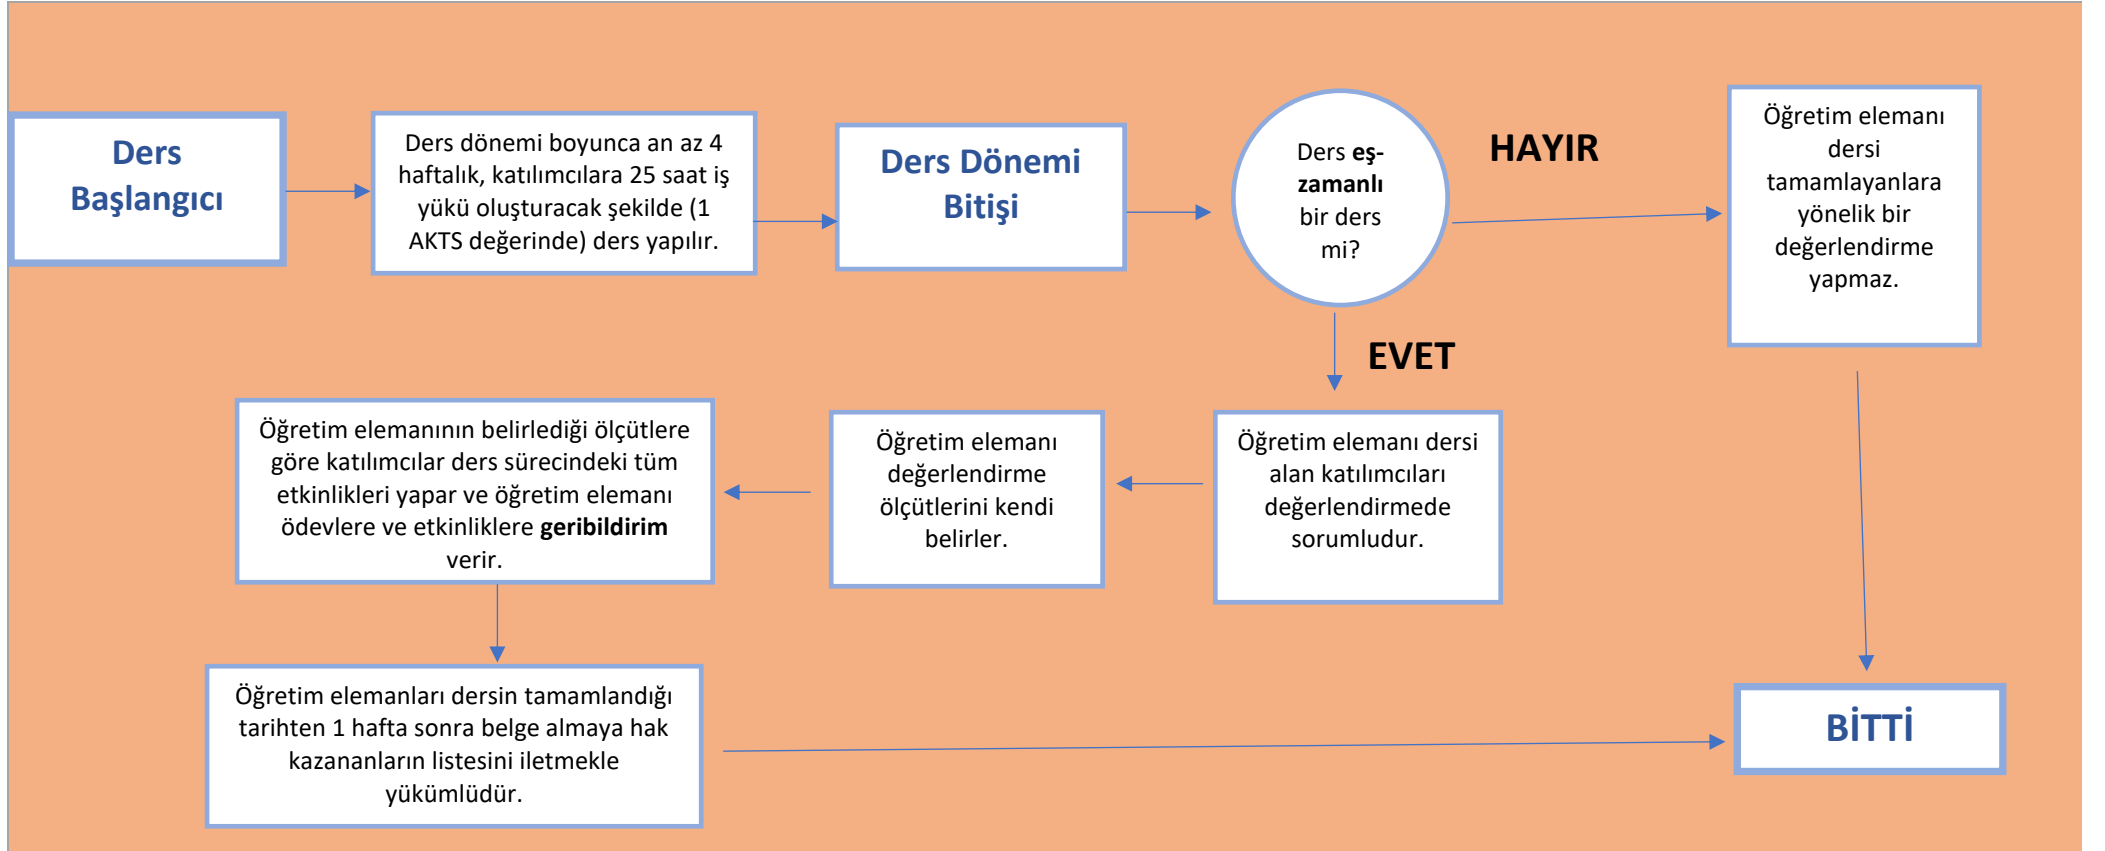 Ders
Başlangıcı
Ders dönemi boyunca an az 4
haftalık, katılımcılara 25 saat iş
yükü oluşturacak şekilde (1
AKTS değerinde) ders yapılır.
Ders Dönemi
Bitişi
Ders eş-
zamanlı
bir ders
mi?
HAYIR
Öğretim elemanı
dersi
tamamlayanlara
yönelik bir
değerlendirme
yapmaz.
EVET
Öğretim elemanı dersi
alan katılımcıları
değerlendirmede
sorumludur.
Öğretim elemanı
değerlendirme
ölçütlerini kendi
belirler.
Öğretim elemanının belirlediği ölçütlere
göre katılımcılar ders sürecindeki tüm
etkinlikleri yapar ve öğretim elemanı
ödevlere ve etkinliklere geribildirim
verir.
Öğretim elemanları dersin tamamlandığı
tarihten 1 hafta sonra belge almaya hak
kazananların listesini iletmekle
yükümlüdür.
BİTTİ